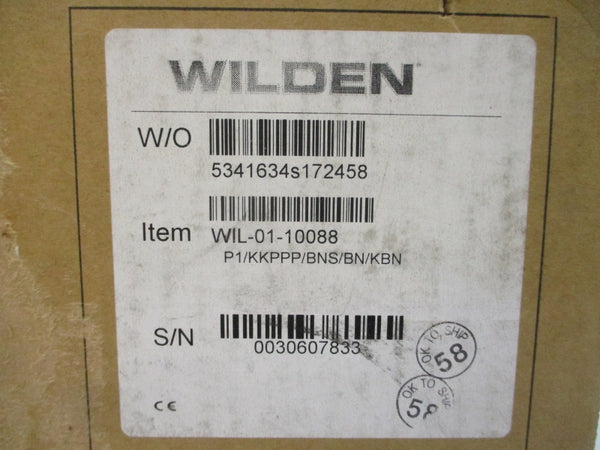 WILDEN
W/O
5341634s172458
Item
WIL-01-10088
P1/KKPPP/BNS/BN/KBN
S/N
0030607833
OK TO SHIP
58
OK TO SHIP
58
CE